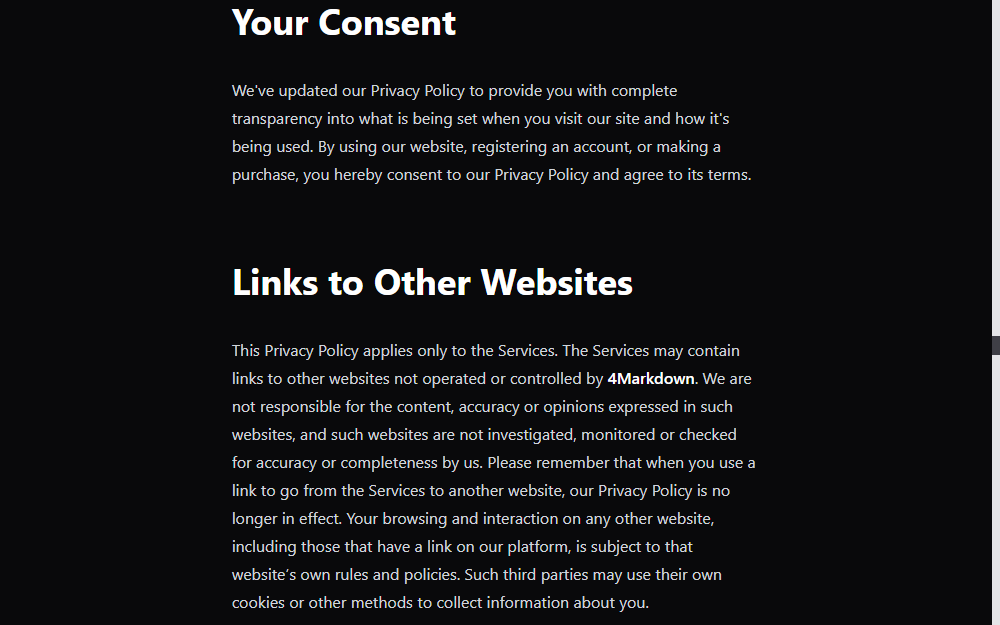 Your Consent
We've updated our Privacy Policy to provide you with complete
transparency into what is being set when you visit our site and how it's
being used. By using our website, registering an account, or making a
purchase, you hereby consent to our Privacy Policy and agree to its terms.
Links to Other Websites
This Privacy Policy applies only to the Services. The Services may contain
links to other websites not operated or controlled by 4Markdown. We are
not responsible for the content, accuracy or opinions expressed in such
websites, and such websites are not investigated, monitored or checked
for accuracy or completeness by us. Please remember that when you use a
link to go from the Services to another website, our Privacy Policy is no
longer in effect. Your browsing and interaction on any other website,
including those that have a link on our platform, is subject to that
website’s own rules and policies. Such third parties may use their own
cookies or other methods to collect information about you.